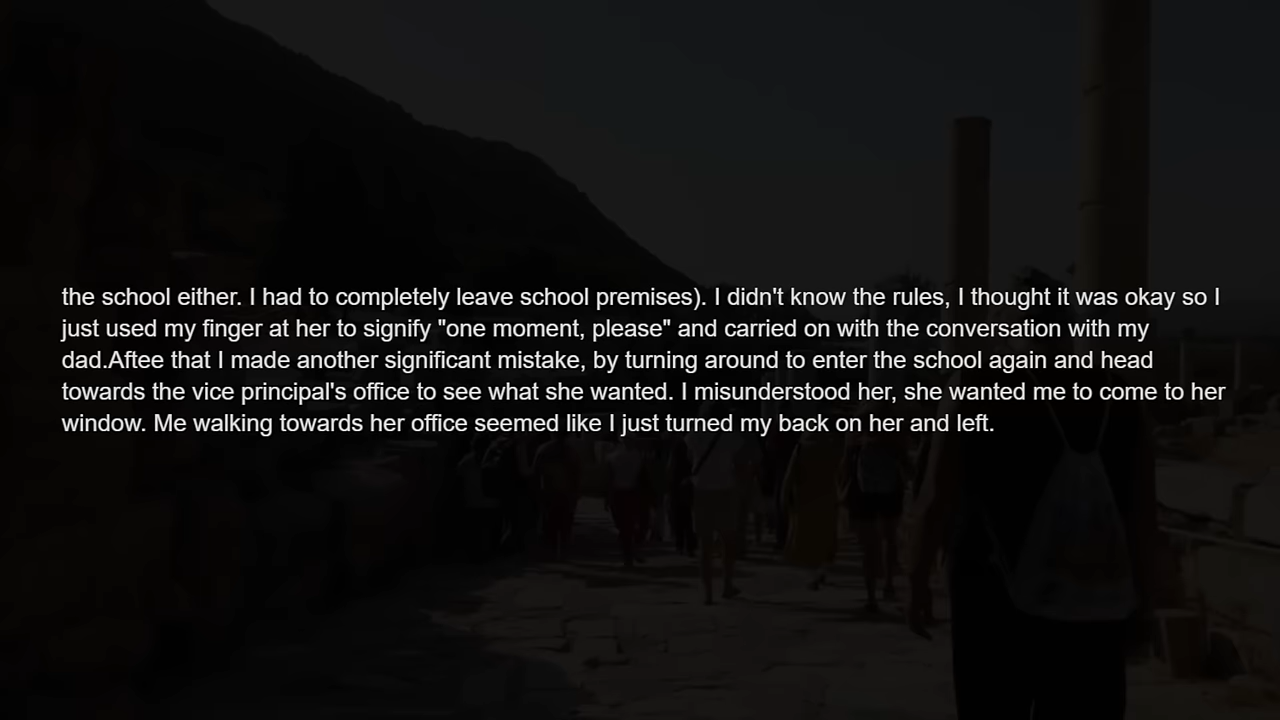 the school either. I had to completely leave school premises). I didn't know the rules, I thought it was okay so I
just used my finger at her to signify "one moment, please" and carried on with the conversation with my
dad.Aftee that I made another significant mistake, by turning around to enter the school again and head
towards the vice principal's office to see what she wanted. I misunderstood her, she wanted me to come to her
window. Me walking towards her office seemed like I just turned my back on her and left.